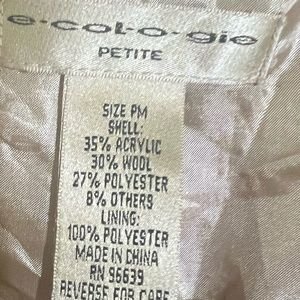 e·col·o·gie
PETITE
SIZE PM
SHELL:
35% ACRYLIC
30% WOOL
27% POLYESTER
8% OTHERS
LINING:
100% POLYESTER
MADE IN CHINA
RN 96639
REVERSE FOR CARE